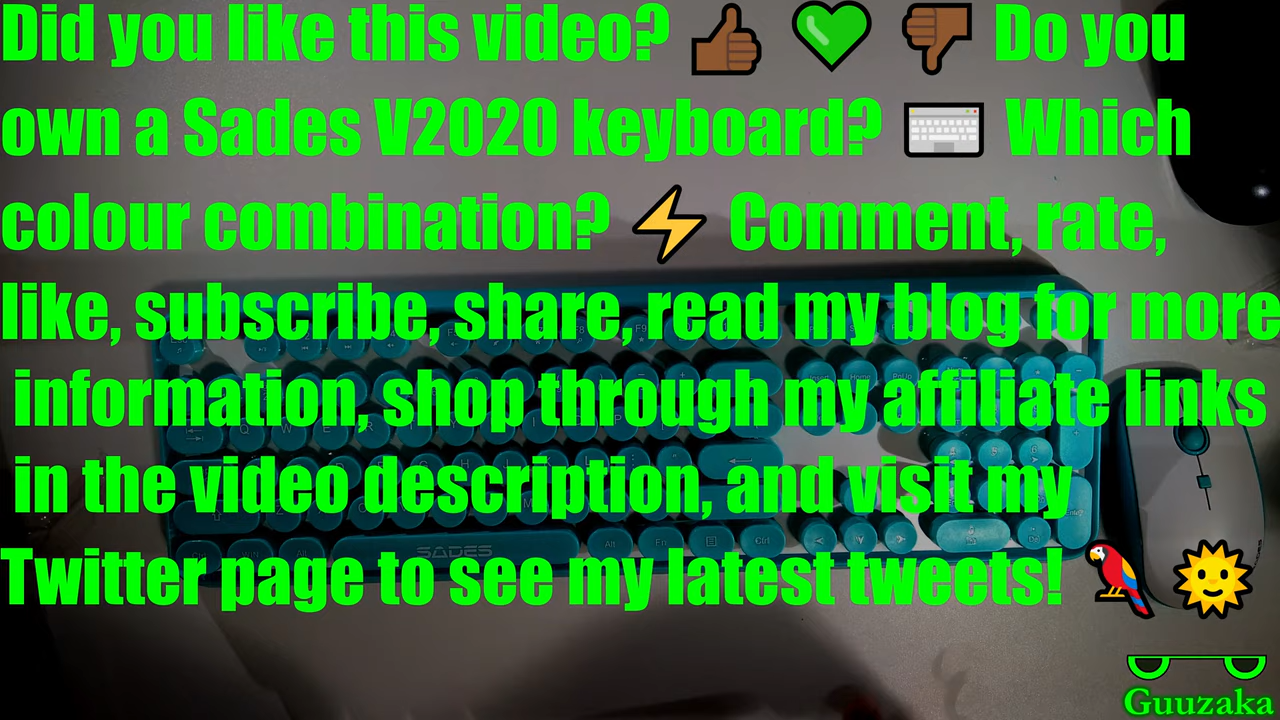 Did you like this video? 👍🏾 💚 👎🏾 Do you
own a Sades V2020 keyboard? ⌨️ Which
colour combination? ⚡ Comment, rate,
like, subscribe, share, read my blog for more
information, shop through my affiliate links
in the video description, and visit my
Twitter page to see my latest tweets! 🦜 🌞
SADES
Guuzaka